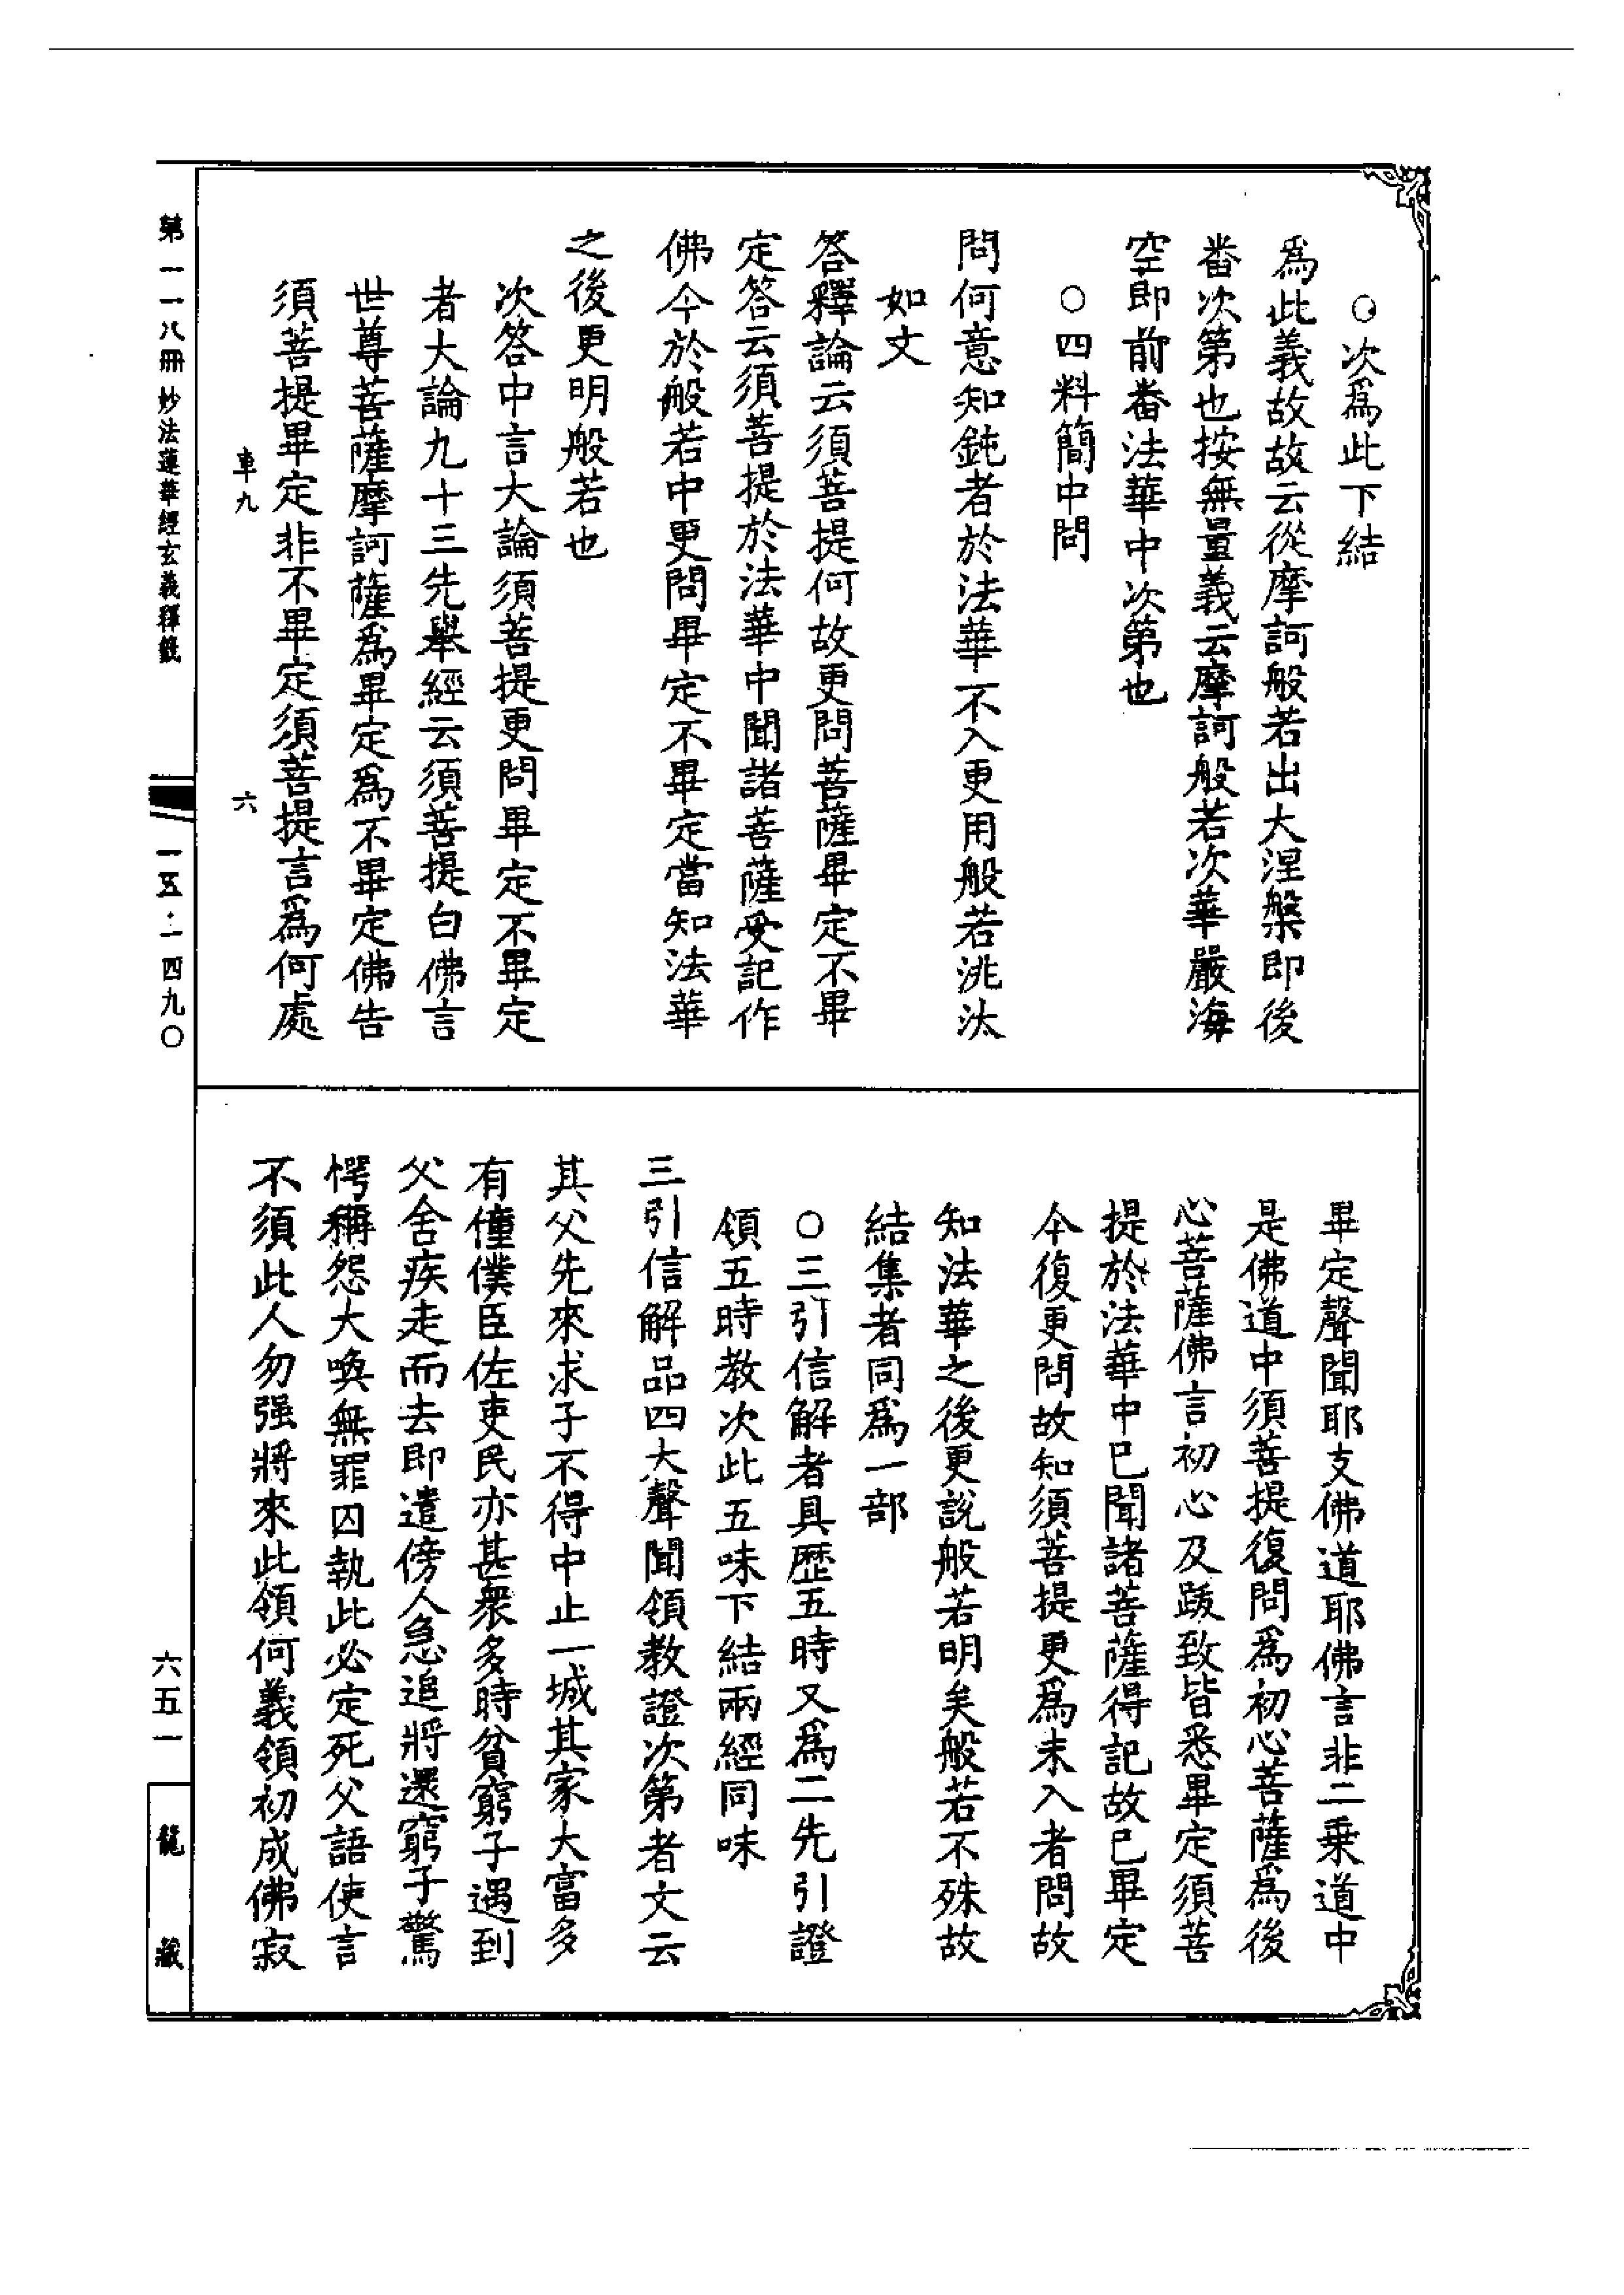 ○次爲此下結
爲此義故故云從摩訶般若出大涅槃即後
番次第也按無量義云摩訶般若次華嚴海
空即前番法華中次第也
○四料簡中問
問何意知鈍者於法華不入更用般若洮汰
如文
答釋論云須菩提何故更問菩薩畢定不畢
定答云須菩提於法華中聞諸菩薩受記作
佛今於般若中更問畢定不畢定當知法華
之後更明般若也
次答中言大論須菩提更問畢定不畢定
者大論九十三先舉經云須菩提白佛言
世尊菩薩摩訶薩爲畢定爲不畢定佛告
須菩提畢定非不畢定須菩提言爲何處
車九 六
畢定聲聞耶支佛道耶佛言非二乗道中
是佛道中須菩提復問爲初心菩薩爲後
心菩薩佛言初心及䟦致皆悉畢定須菩
提於法華中巳聞諸菩薩得記故巳畢定
今復更問故知須菩提更爲末入者問故
知法華之後更說般若明矣般若不殊故
結集者同爲一部
○三引信解者具歷五時又爲二先引證
領五時教次此五味下結兩經同味
三引信解品四大聲聞領教證次第者文云
其父先來求子不得中止一城其家大富多
有僮僕臣佐吏民亦甚衆多時貧窮子遇到
父舍疾走而去即遣傍人急追將還窮子驚
愕稱怨大喚無罪囚執此必定死父語使言
不須此人勿强將來此領何義領初成佛寂
第一一八冊 妙法蓮華經玄義釋籤
一五·一四九〇
六五一
龍藏